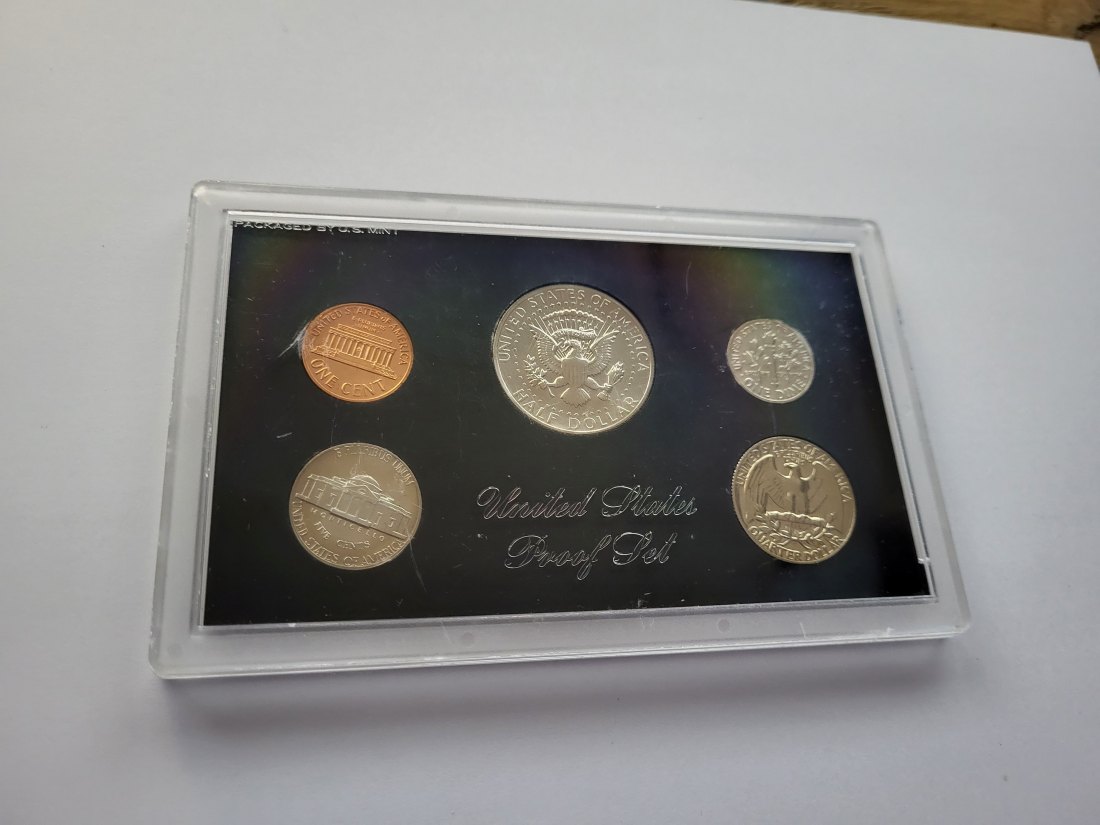 PACKAGED BY U.S. MINT
UNITED STATES OF AMERICA
ONE CENT
UNITED STATES OF AMERICA
HALF DOLLAR
UNITED STATES OF AMERICA
ONE DIME
E PLURIBUS UNUM
MONTICELLO
FIVE CENTS
UNITED STATES OF AMERICA
United States
Proof Set
UNITED STATES OF AMERICA
QUARTER DOLLAR